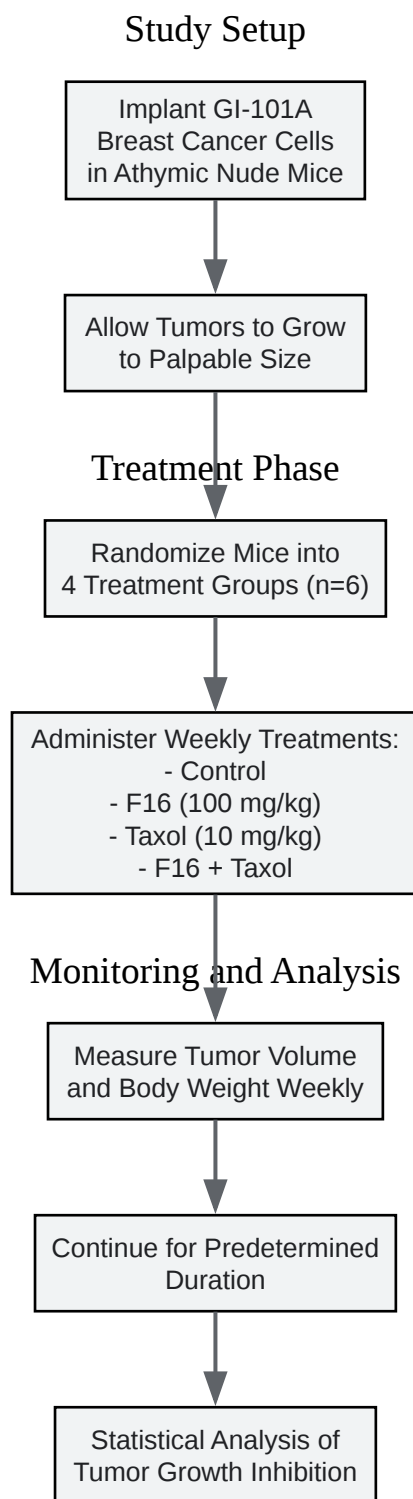 Study Setup
Implant GI-101A
Breast Cancer Cells
in Athymic Nude Mice
Allow Tumors to Grow
to Palpable Size
Treatment Phase
Randomize Mice into
4 Treatment Groups (n=6)
Administer Weekly Treatments:
- Control
- F16 (100 mg/kg)
- Taxol (10 mg/kg)
- F16 + Taxol
Monitoring and Analysis
Measure Tumor Volume
and Body Weight Weekly
Continue for Predetermined
Duration
Statistical Analysis of
Tumor Growth Inhibition